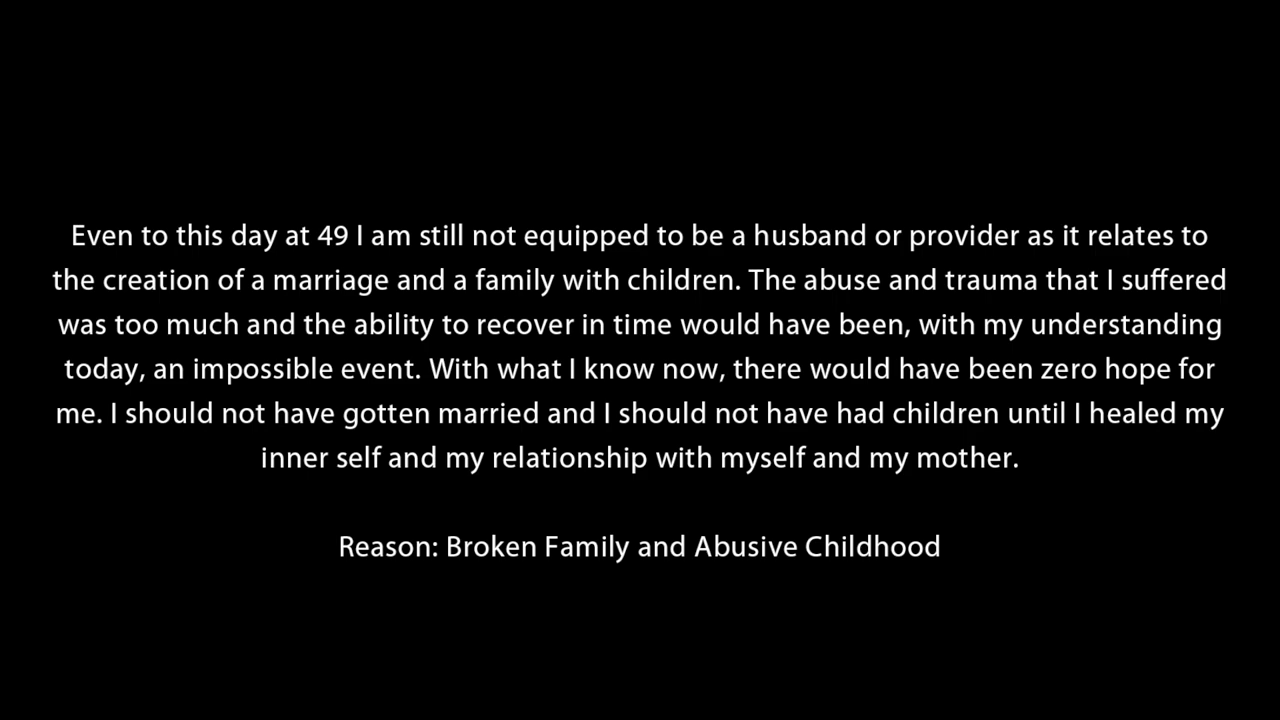 Even to this day at 49 I am still not equipped to be a husband or provider as it relates to
the creation of a marriage and a family with children. The abuse and trauma that I suffered
was too much and the ability to recover in time would have been, with my understanding
today, an impossible event. With what I know now, there would have been zero hope for
me. I should not have gotten married and I should not have had children until I healed my
inner self and my relationship with myself and my mother.
Reason: Broken Family and Abusive Childhood